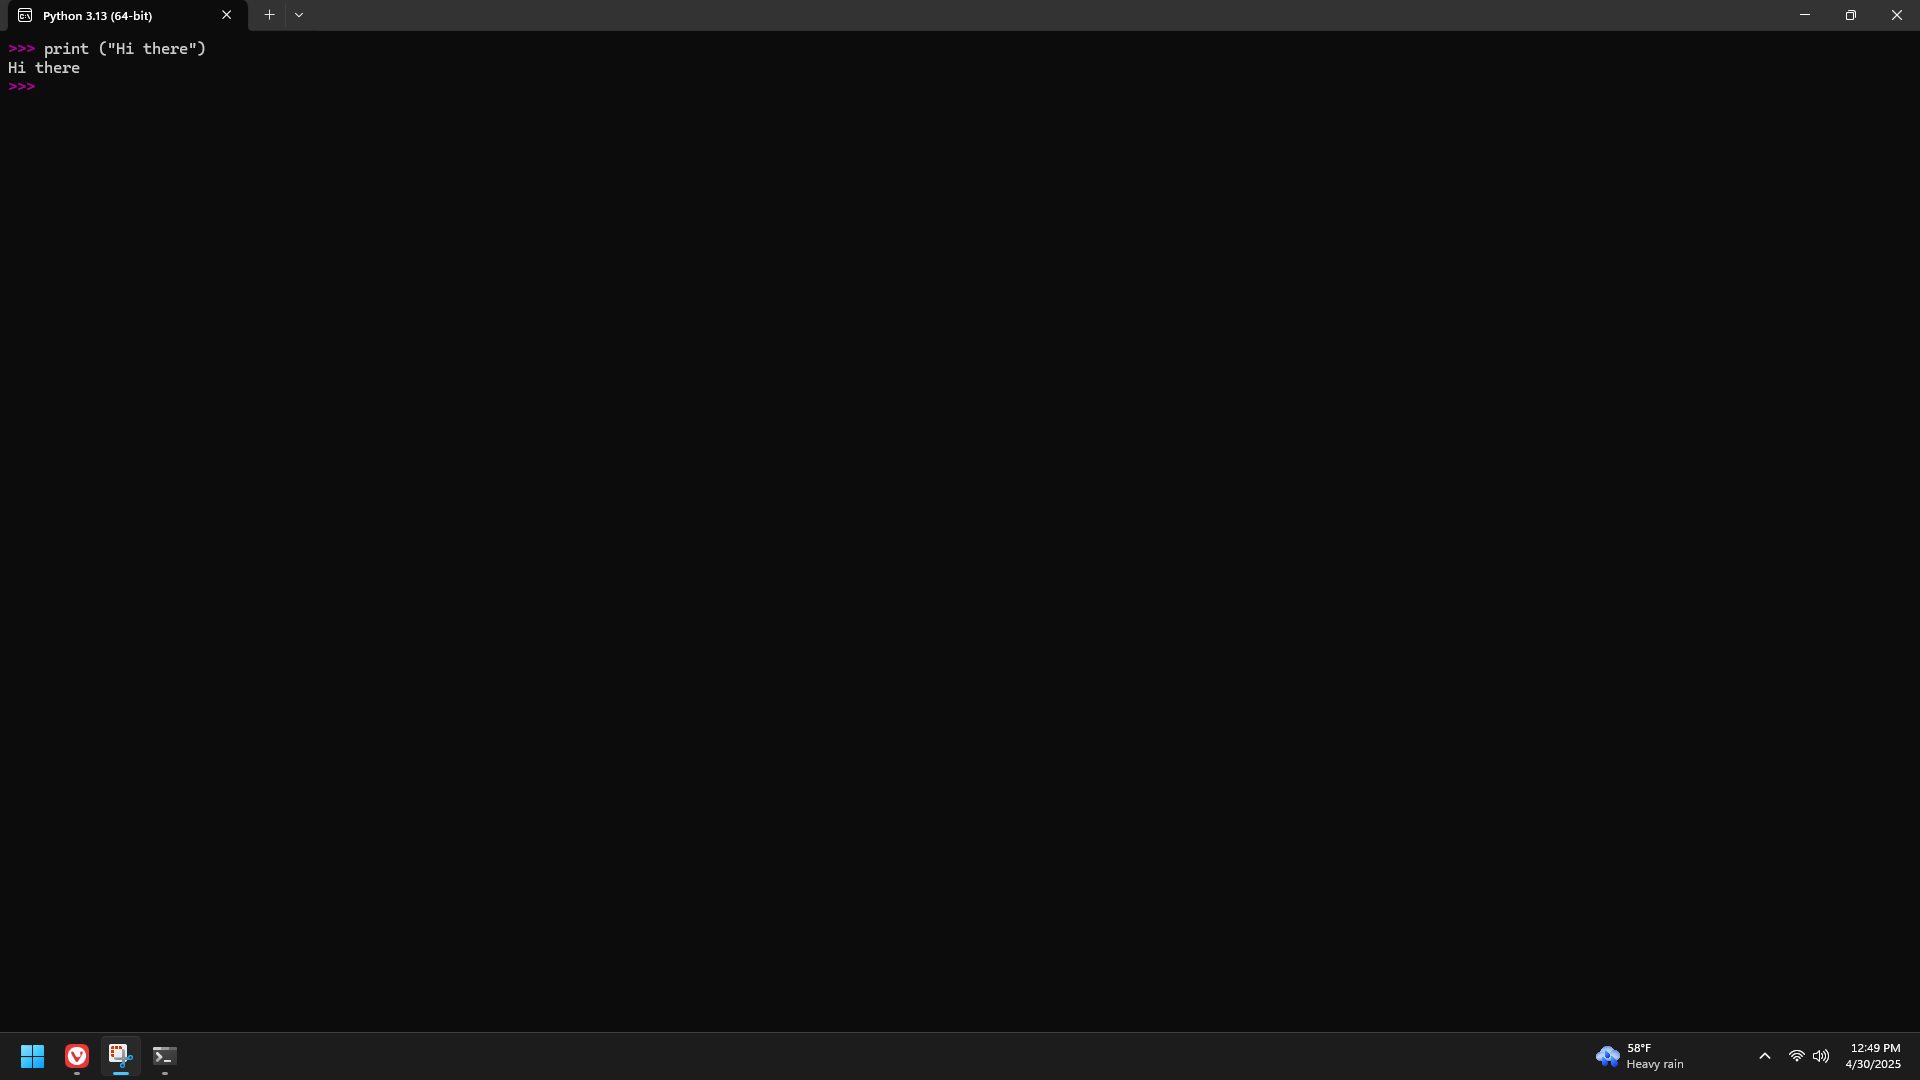 Python 3.13 (64-bit)
>>> print ("Hi there")
Hi there
>>>
58°F
Heavy rain
12:49 PM
4/30/2025